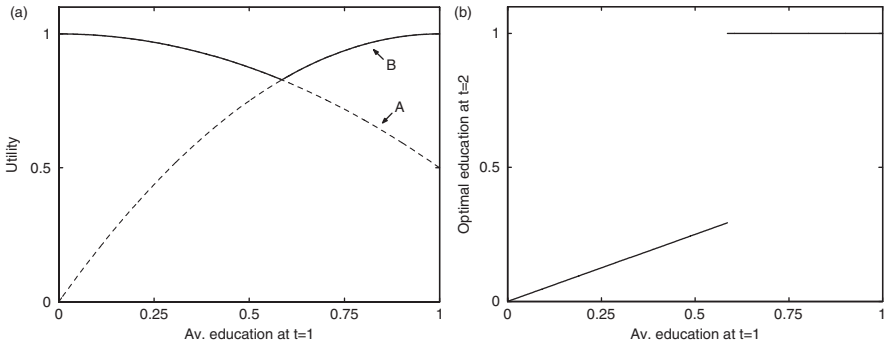 (a)
1
0.5
0
Utility
B
A
0
0.25
0.5
0.75
1
Av. education at t=1
(b)
1
0.5
0
Optimal education at t=2
0
0.25
0.5
0.75
1
Av. education at t=1